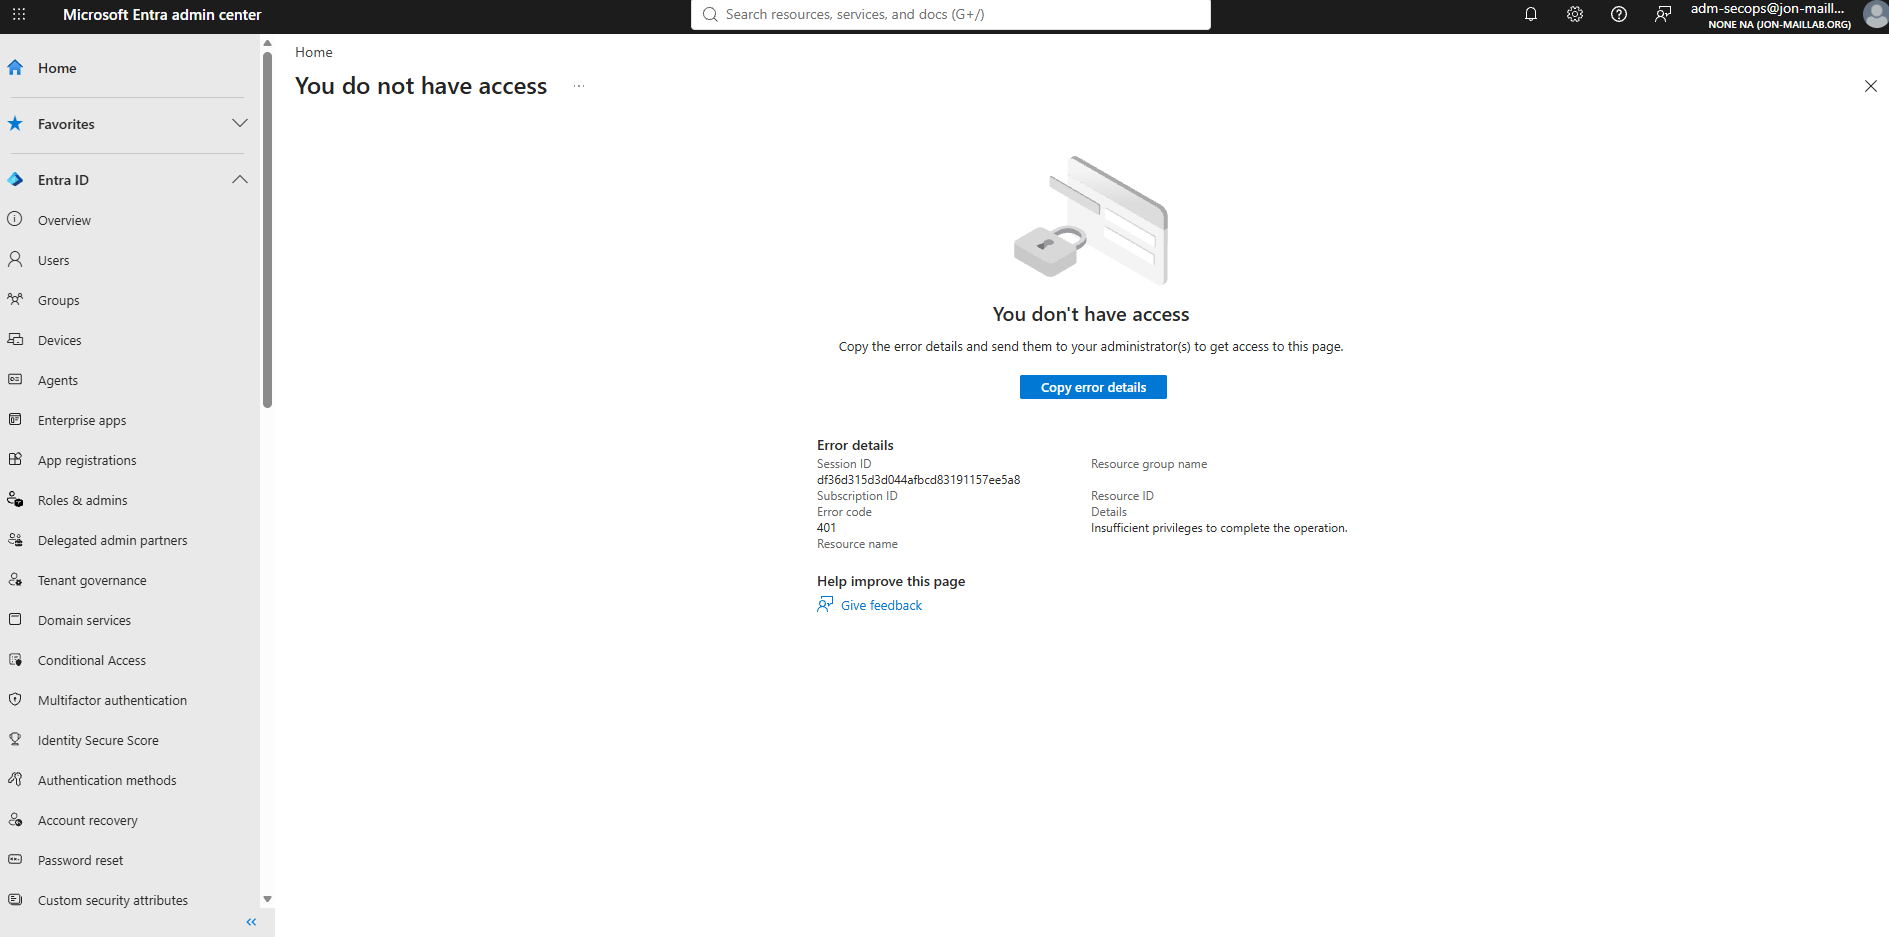 Microsoft Entra admin center
Search resources, services, and docs (G+/)
adm-secops@jon-maill...
NONE NA (JON-MAILLAB.ORG)
Home
Favorites
Entra ID
Overview
Users
Groups
Devices
Agents
Enterprise apps
App registrations
Roles & admins
Delegated admin partners
Tenant governance
Domain services
Conditional Access
Multifactor authentication
Identity Secure Score
Authentication methods
Account recovery
Password reset
Custom security attributes
Home
You do not have access
You don't have access
Copy the error details and send them to your administrator(s) to get access to this page.
Copy error details
Error details
Session ID
df36d315d3d044afbcd83191157ee5a8
Subscription ID
Error code
401
Resource name
Resource group name
Resource ID
Details
Insufficient privileges to complete the operation.
Help improve this page
Give feedback